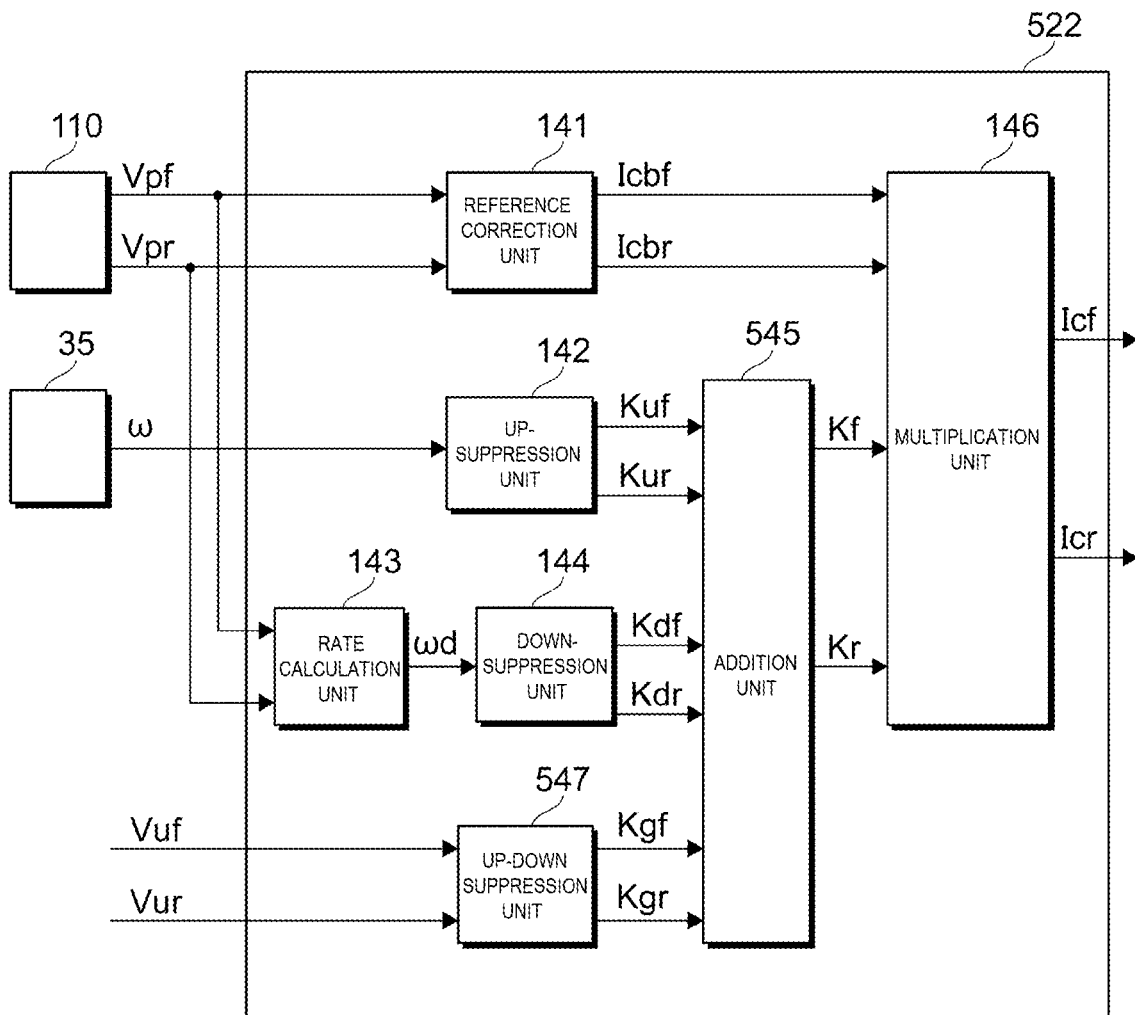 522
110
141
146
Vpf
Icbf
REFERENCE
CORRECTION
UNIT
Vpr
Icbr
35
142
545
Icf
ω
UP-
SUPPRESSION
UNIT
Kuf
Kf
MULTIPLICATION
UNIT
Kur
143
144
Icr
RATE
CALCULATION
UNIT
ωd
DOWN-
SUPPRESSION
UNIT
Kdf
ADDITION
UNIT
Kr
Kdr
547
Vuf
Kgf
UP-DOWN
SUPPRESSION
UNIT
Vur
Kgr